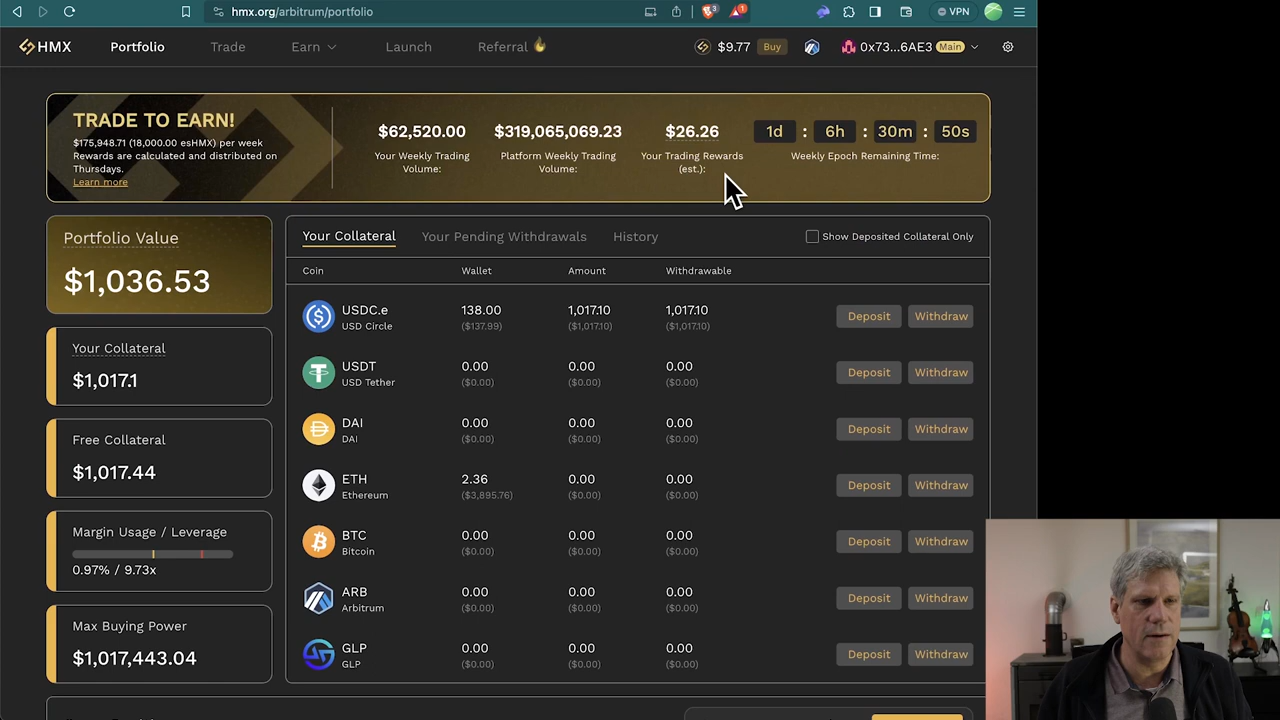 hmx.org/arbitrum/portfolio
3
1
VPN
HMX
Portfolio
Trade
Earn
Launch
Referral
$9.77
Buy
0x73...6AE3
Main
TRADE TO EARN!
$175,948.71 (18,000.00 esHMX) per week
Rewards are calculated and distributed on
Thursdays.
Learn more
$62,520.00
Your Weekly Trading
Volume:
$319,065,069.23
Platform Weekly Trading
Volume:
$26.26
Your Trading Rewards
(est.):
1d : 6h : 30m : 50s
Weekly Epoch Remaining Time:
Portfolio Value
$1,036.53
Your Collateral
$1,017.1
Free Collateral
$1,017.44
Margin Usage / Leverage
0.97% / 9.73x
Max Buying Power
$1,017,443.04
Your Collateral
Your Pending Withdrawals
History
Show Deposited Collateral Only
Coin Wallet Amount Withdrawable
USDC.e 138.00 1,017.10 1,017.10
USD Circle ($137.99) ($1,017.10) ($1,017.10)
Deposit Withdraw
USDT 0.00 0.00 0.00
USD Tether ($0.00) ($0.00) ($0.00)
Deposit Withdraw
DAI 0.00 0.00 0.00
DAI ($0.00) ($0.00) ($0.00)
Deposit Withdraw
ETH 2.36 0.00 0.00
Ethereum ($3,895.76) ($0.00) ($0.00)
Deposit Withdraw
BTC 0.00 0.00 0.00
Bitcoin ($0.00) ($0.00) ($0.00)
Deposit Withdraw
ARB 0.00 0.00 0.00
Arbitrum ($0.00) ($0.00) ($0.00)
Deposit Withdraw
GLP 0.00 0.00 0.00
GLP ($0.00) ($0.00) ($0.00)
Deposit Withdraw